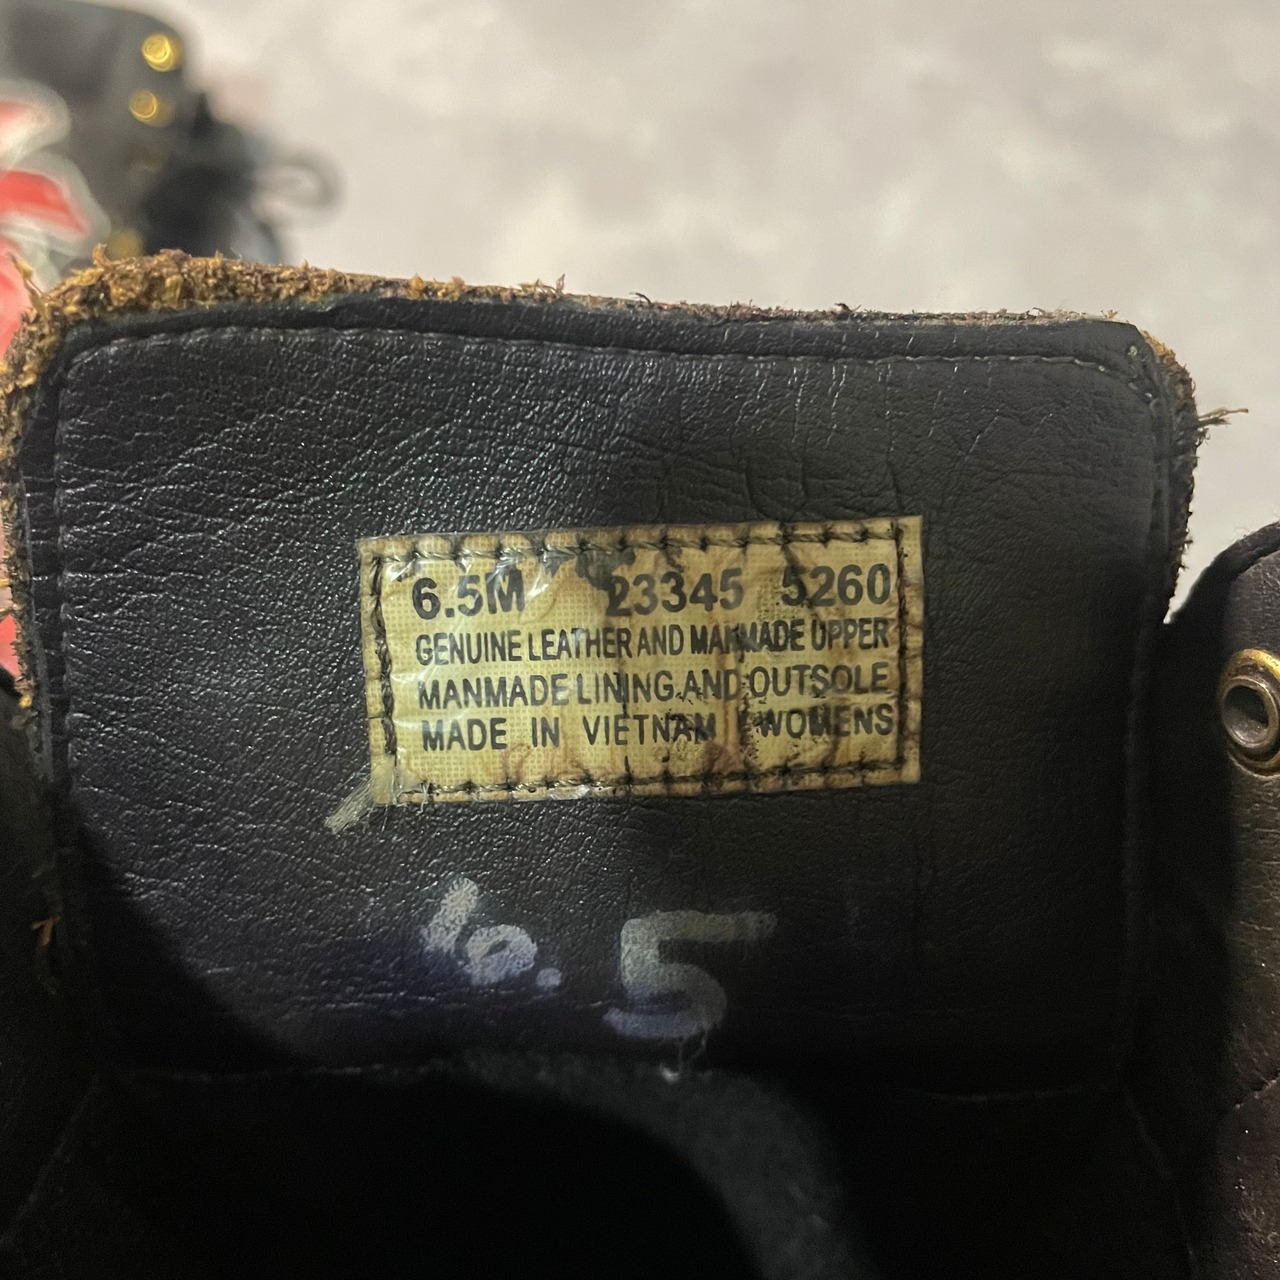 6.5M 23345 5260
GENUINE LEATHER AND MANMADE UPPER
MANMADE LINING AND OUTSOLE
MADE IN VIETNAM WOMENS
6.5